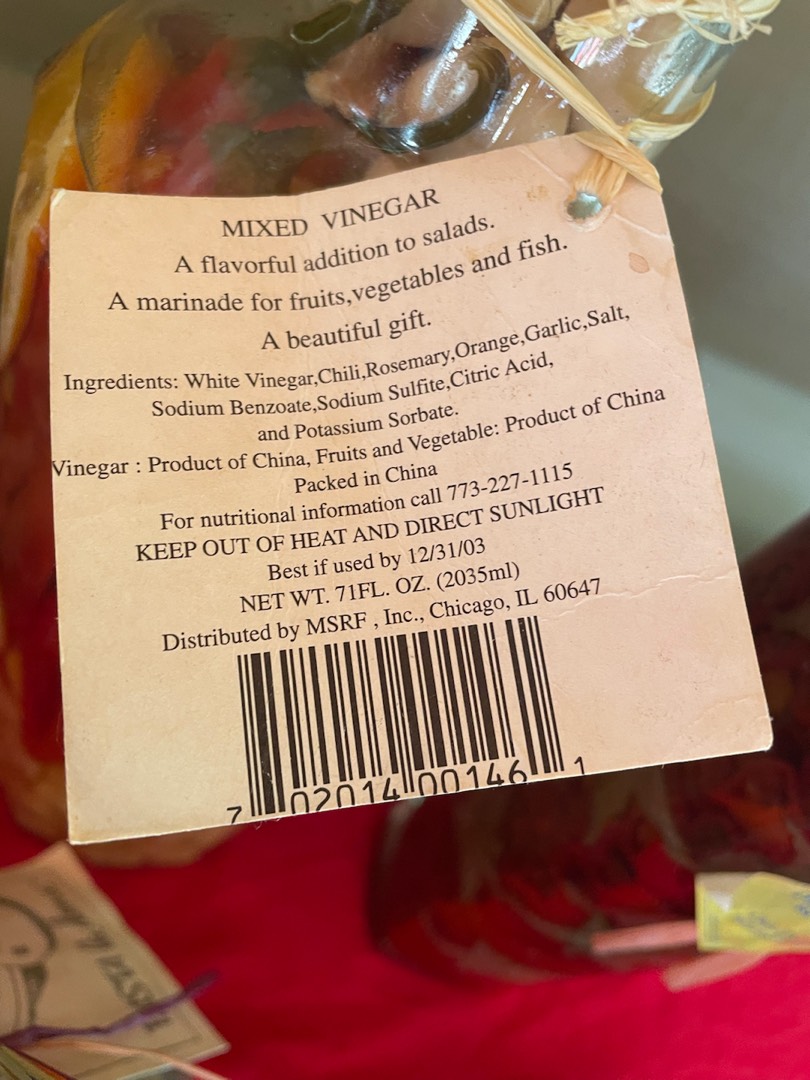 MIXED VINEGAR
A flavorful addition to salads.
A marinade for fruits,vegetables and fish.
A beautiful gift.
Ingredients: White Vinegar,Chili,Rosemary,Orange,Garlic,Salt,
Sodium Benzoate,Sodium Sulfite,Citric Acid,
and Potassium Sorbate.
Vinegar : Product of China, Fruits and Vegetable: Product of China
Packed in China
For nutritional information call 773-227-1115
KEEP OUT OF HEAT AND DIRECT SUNLIGHT
Best if used by 12/31/03
NET WT. 71FL. OZ. (2035ml)
Distributed by MSRF , Inc., Chicago, IL 60647
7 02014 00146 1